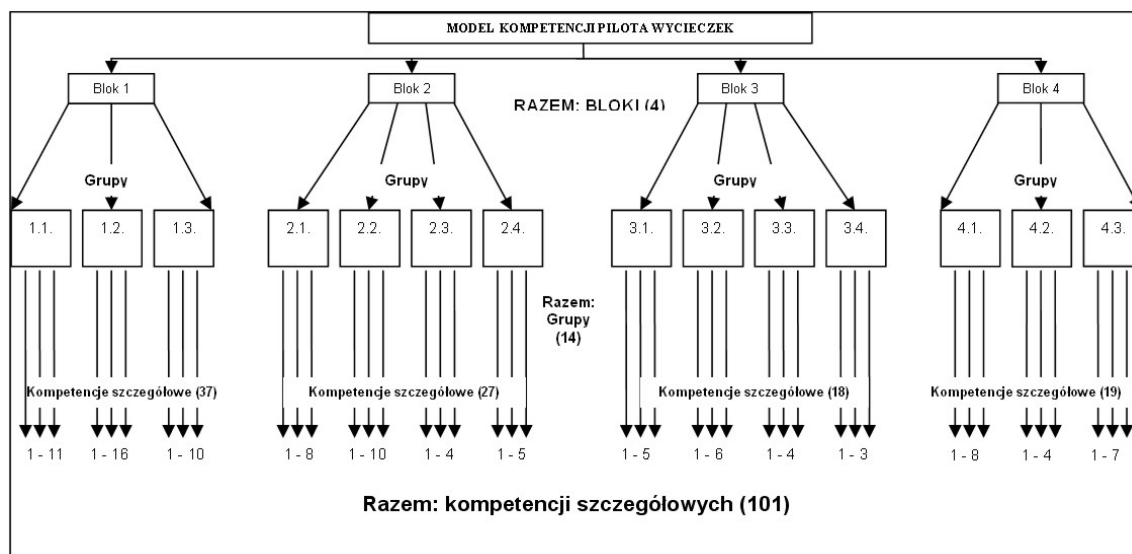 MODEL KOMPETENCJI PILOTA WYCIECZEK
Blok 1
Blok 2
Blok 3
Blok 4
RAZEM: BLOKI (4)
Grupy
Grupy
Grupy
Grupy
1.1.
1.2.
1.3.
2.1.
2.2.
2.3.
2.4.
3.1.
3.2.
3.3.
3.4.
4.1.
4.2.
4.3.
Razem:
Grupy
(14)
Kompetencje szczegółowe (37)
Kompetencje szczegółowe (27)
Kompetencje szczegółowe (18)
Kompetencje szczegółowe (19)
1 - 11
1 - 16
1 - 10
1 - 8
1 - 10
1 - 4
1 - 5
1 - 5
1 - 6
1 - 4
1 - 3
1 - 8
1 - 4
1 - 7
Razem: kompetencji szczegółowych (101)